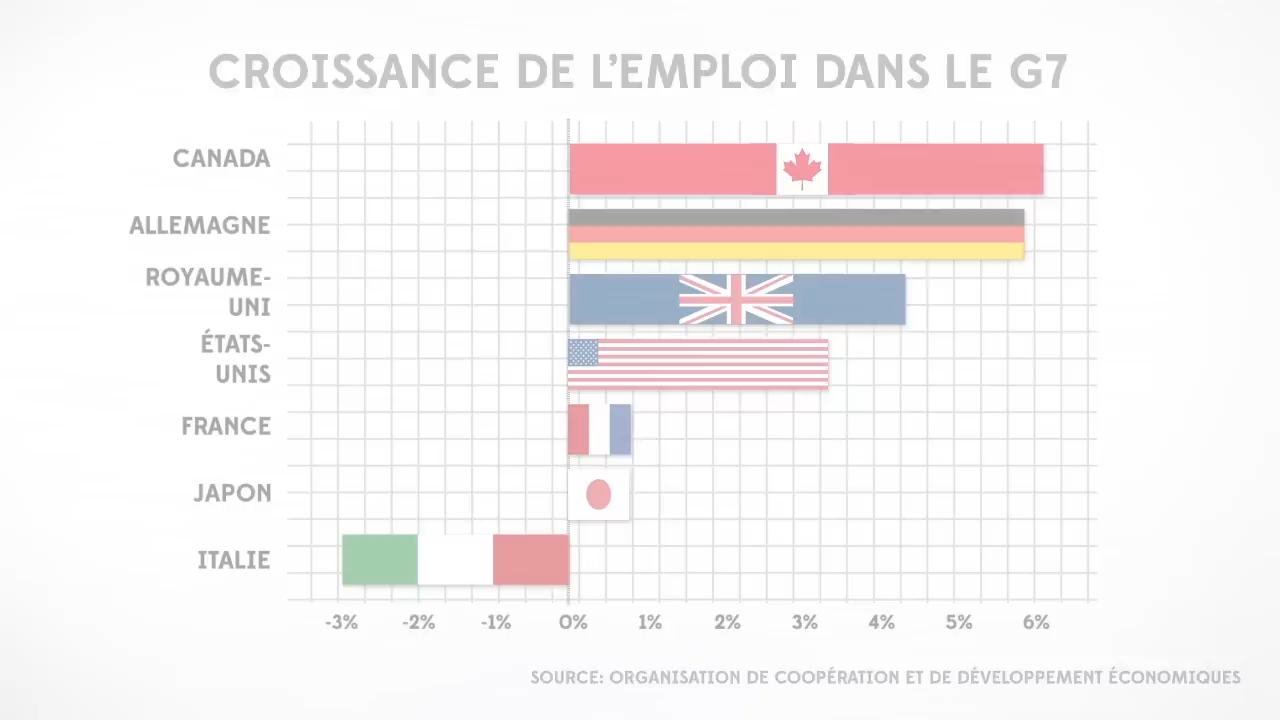 CROISSANCE DE L'EMPLOI DANS LE G7
CANADA
ALLEMAGNE
ROYAUME-
UNI
ÉTATS-
UNIS
FRANCE
JAPON
ITALIE
-3% -2% -1% 0% 1% 2% 3% 4% 5% 6%
SOURCE: ORGANISATION DE COOPÉRATION ET DE DÉVELOPPEMENT ÉCONOMIQUES